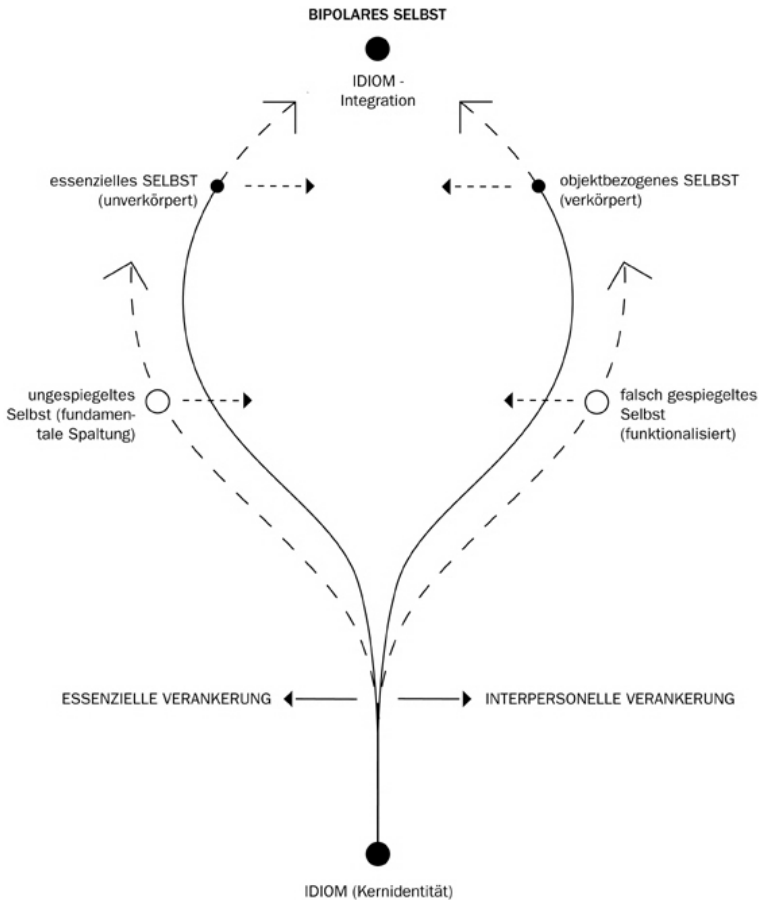 BIPOLARES SELBST
IDIOM -
Integration
essenzielles SELBST
(unverkörpert)
objektbezogenes SELBST
(verkörpert)
ungespiegeltes
Selbst (fundamen-
tale Spaltung)
falsch gespiegeltes
Selbst
(funktionalisiert)
ESSENZIELLE VERANKERUNG
INTERPERSONELLE VERANKERUNG
IDIOM (Kernidentität)